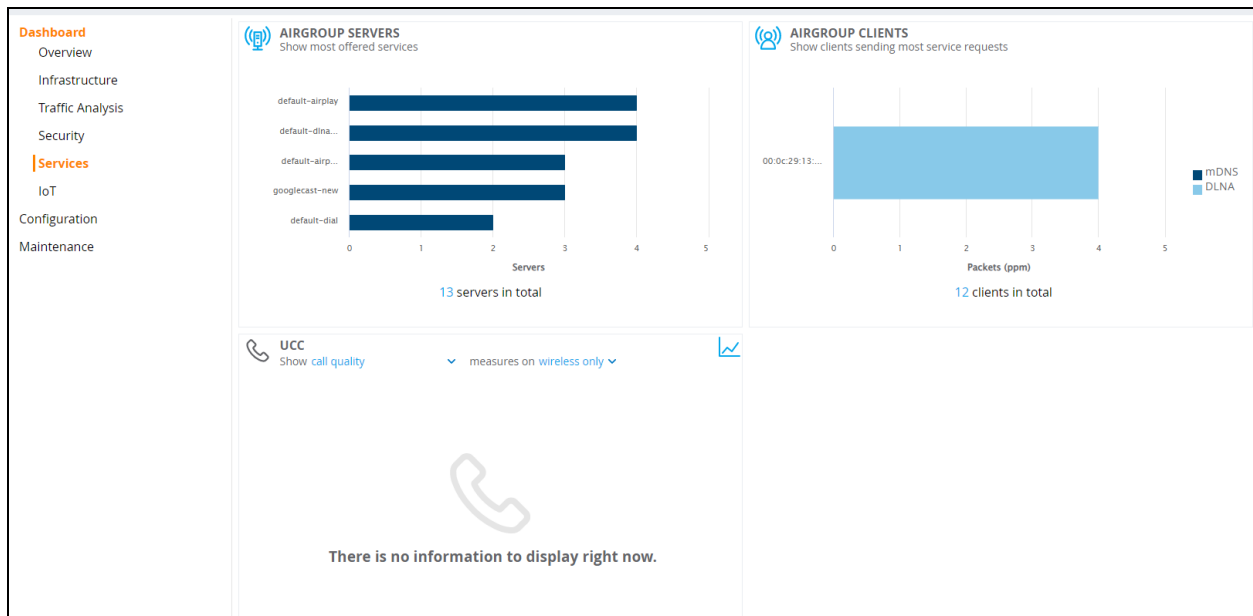 Dashboard
Overview
Infrastructure
Traffic Analysis
Security
Services
IoT
Configuration
Maintenance
AIRGROUP SERVERS
Show most offered services
default-airplay
default-dlna...
default-airp...
googlecast-new
default-dial
0 1 2 3 4 5
Servers
13 servers in total
AIRGROUP CLIENTS
Show clients sending most service requests
00:0c:29:13:...
mDNS
DLNA
0 1 2 3 4 5
Packets (ppm)
12 clients in total
UCC
Show call quality measures on wireless only
There is no information to display right now.